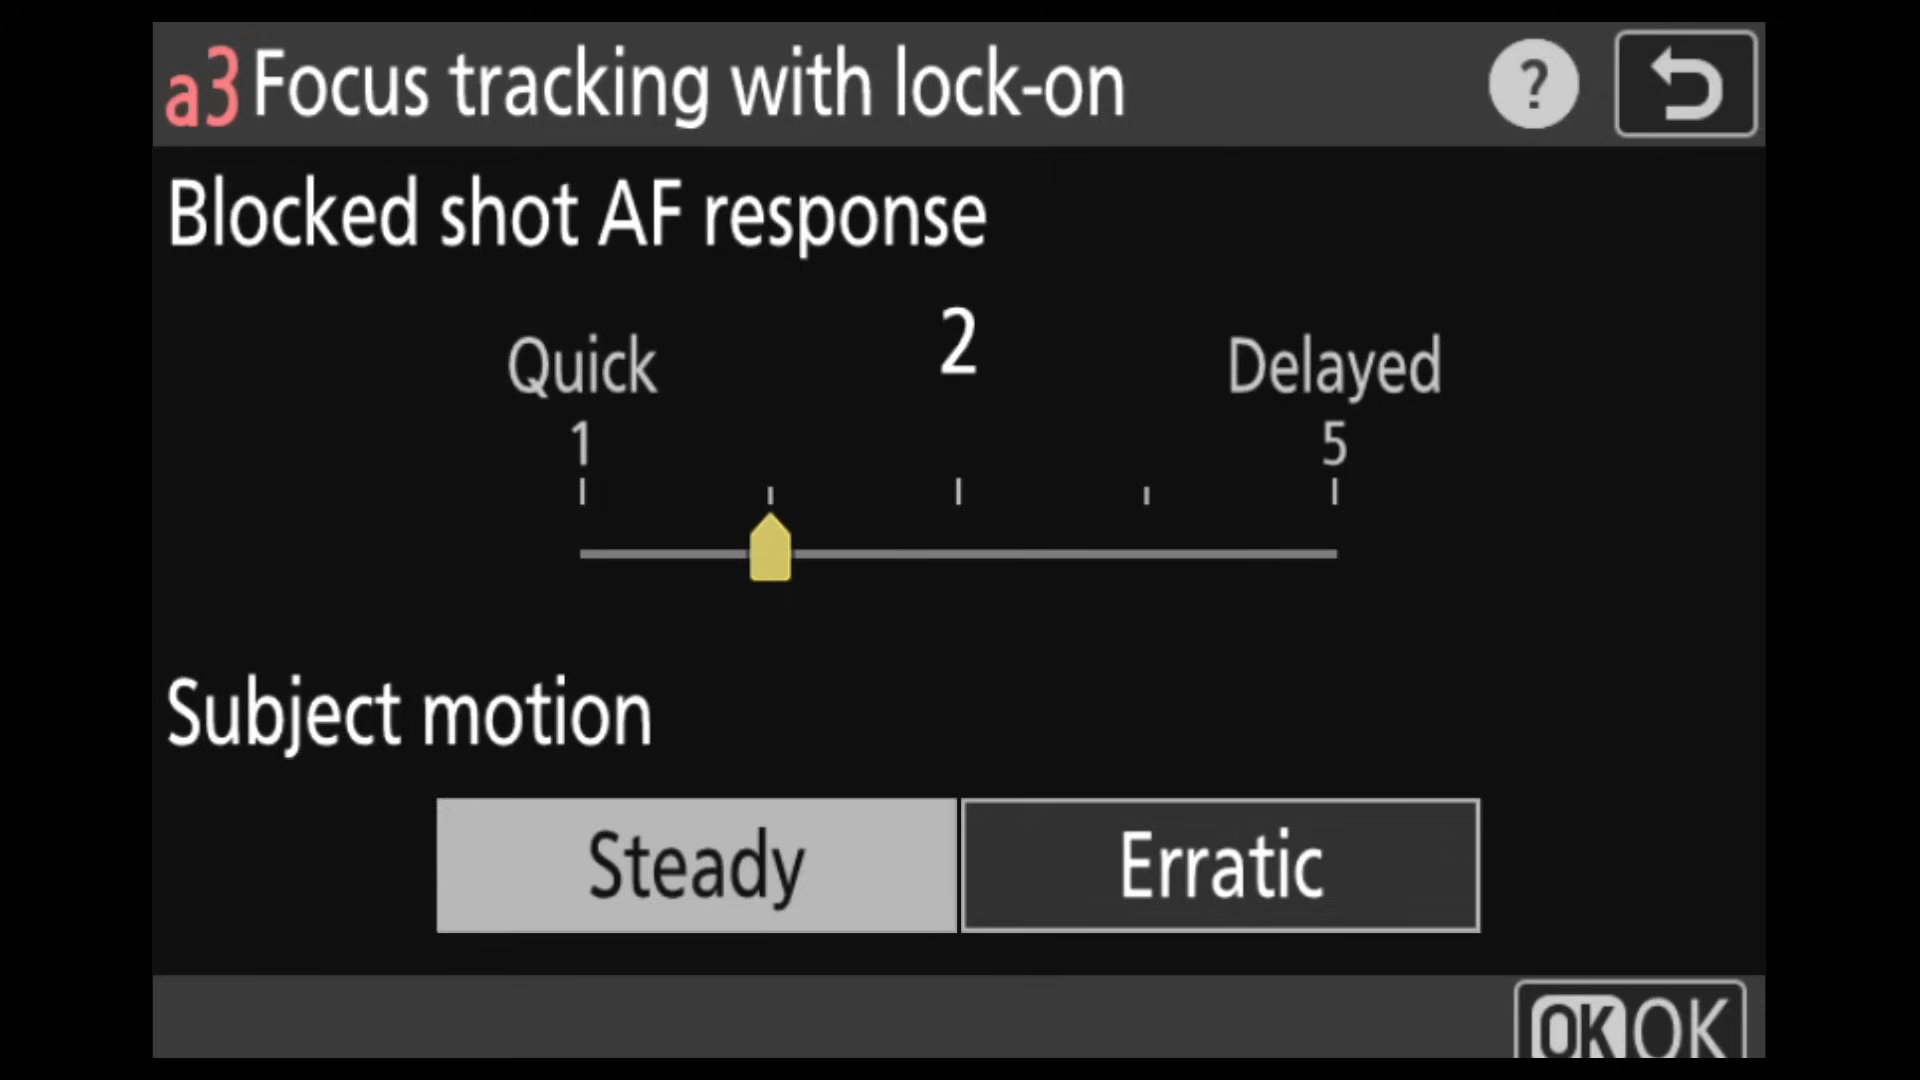 a3 Focus tracking with lock-on ?
Blocked shot AF response
2
Quick Delayed
1 5
Subject motion
Steady Erratic
OK OK